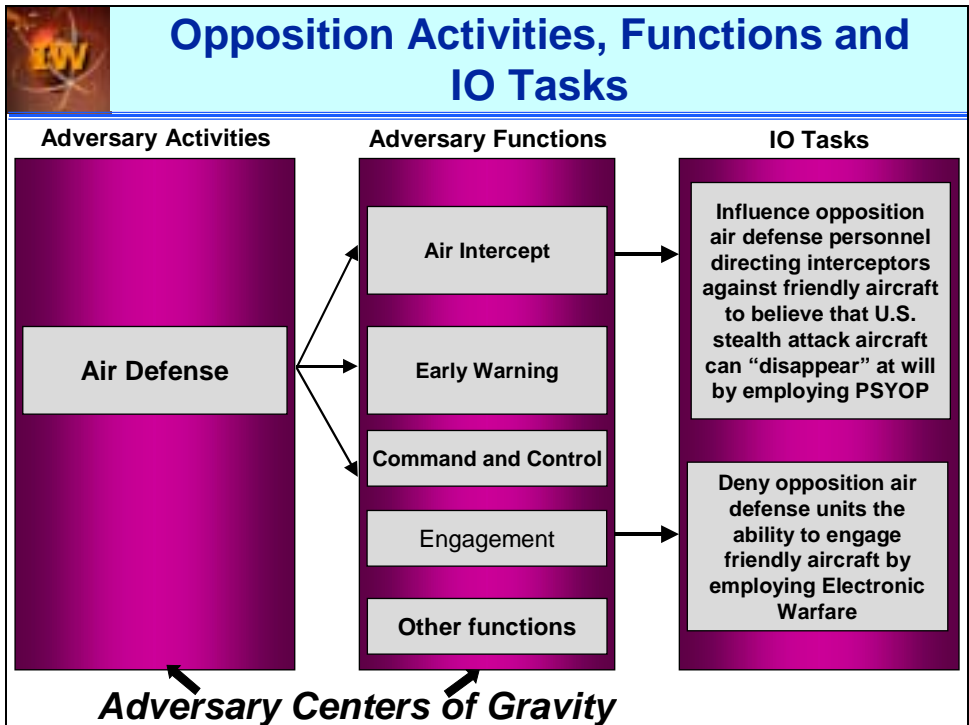 IW
Opposition Activities, Functions and
IO Tasks
Adversary Activities
Adversary Functions
IO Tasks
Air Defense
Air Intercept
Early Warning
Command and Control
Engagement
Other functions
Influence opposition
air defense personnel
directing interceptors
against friendly aircraft
to believe that U.S.
stealth attack aircraft
can “disappear” at will
by employing PSYOP
Deny opposition air
defense units the
ability to engage
friendly aircraft by
employing Electronic
Warfare
Adversary Centers of Gravity